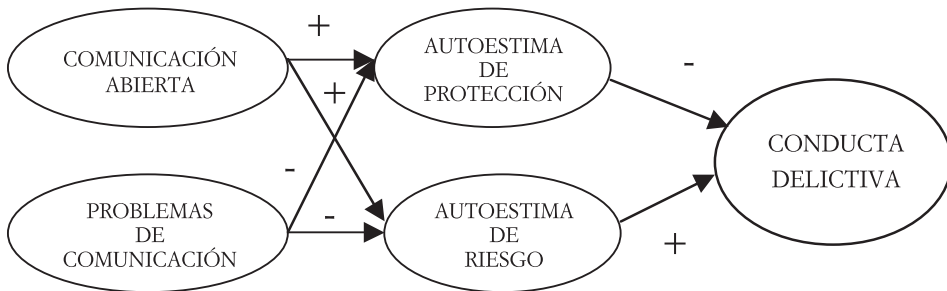 +
COMUNICACIÓN
ABIERTA
AUTOESTIMA
DE
PROTECCIÓN
-
+
CONDUCTA
DELICTIVA
-
PROBLEMAS
DE
COMUNICACIÓN
-
AUTOESTIMA
DE
RIESGO
+